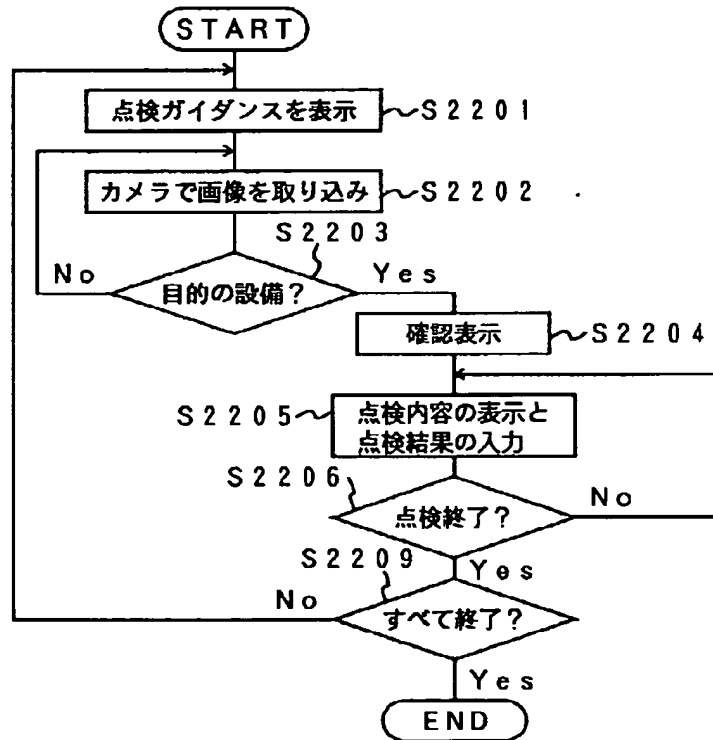 START
点検ガイダンスを表示
S2201
カメラで画像を取り込み
S2202
S2203
No
目的の設備?
Yes
確認表示
S2204
S2205
点検内容の表示と
点検結果の入力
S2206
点検終了?
No
S2209
Yes
No
すべて終了?
Yes
END